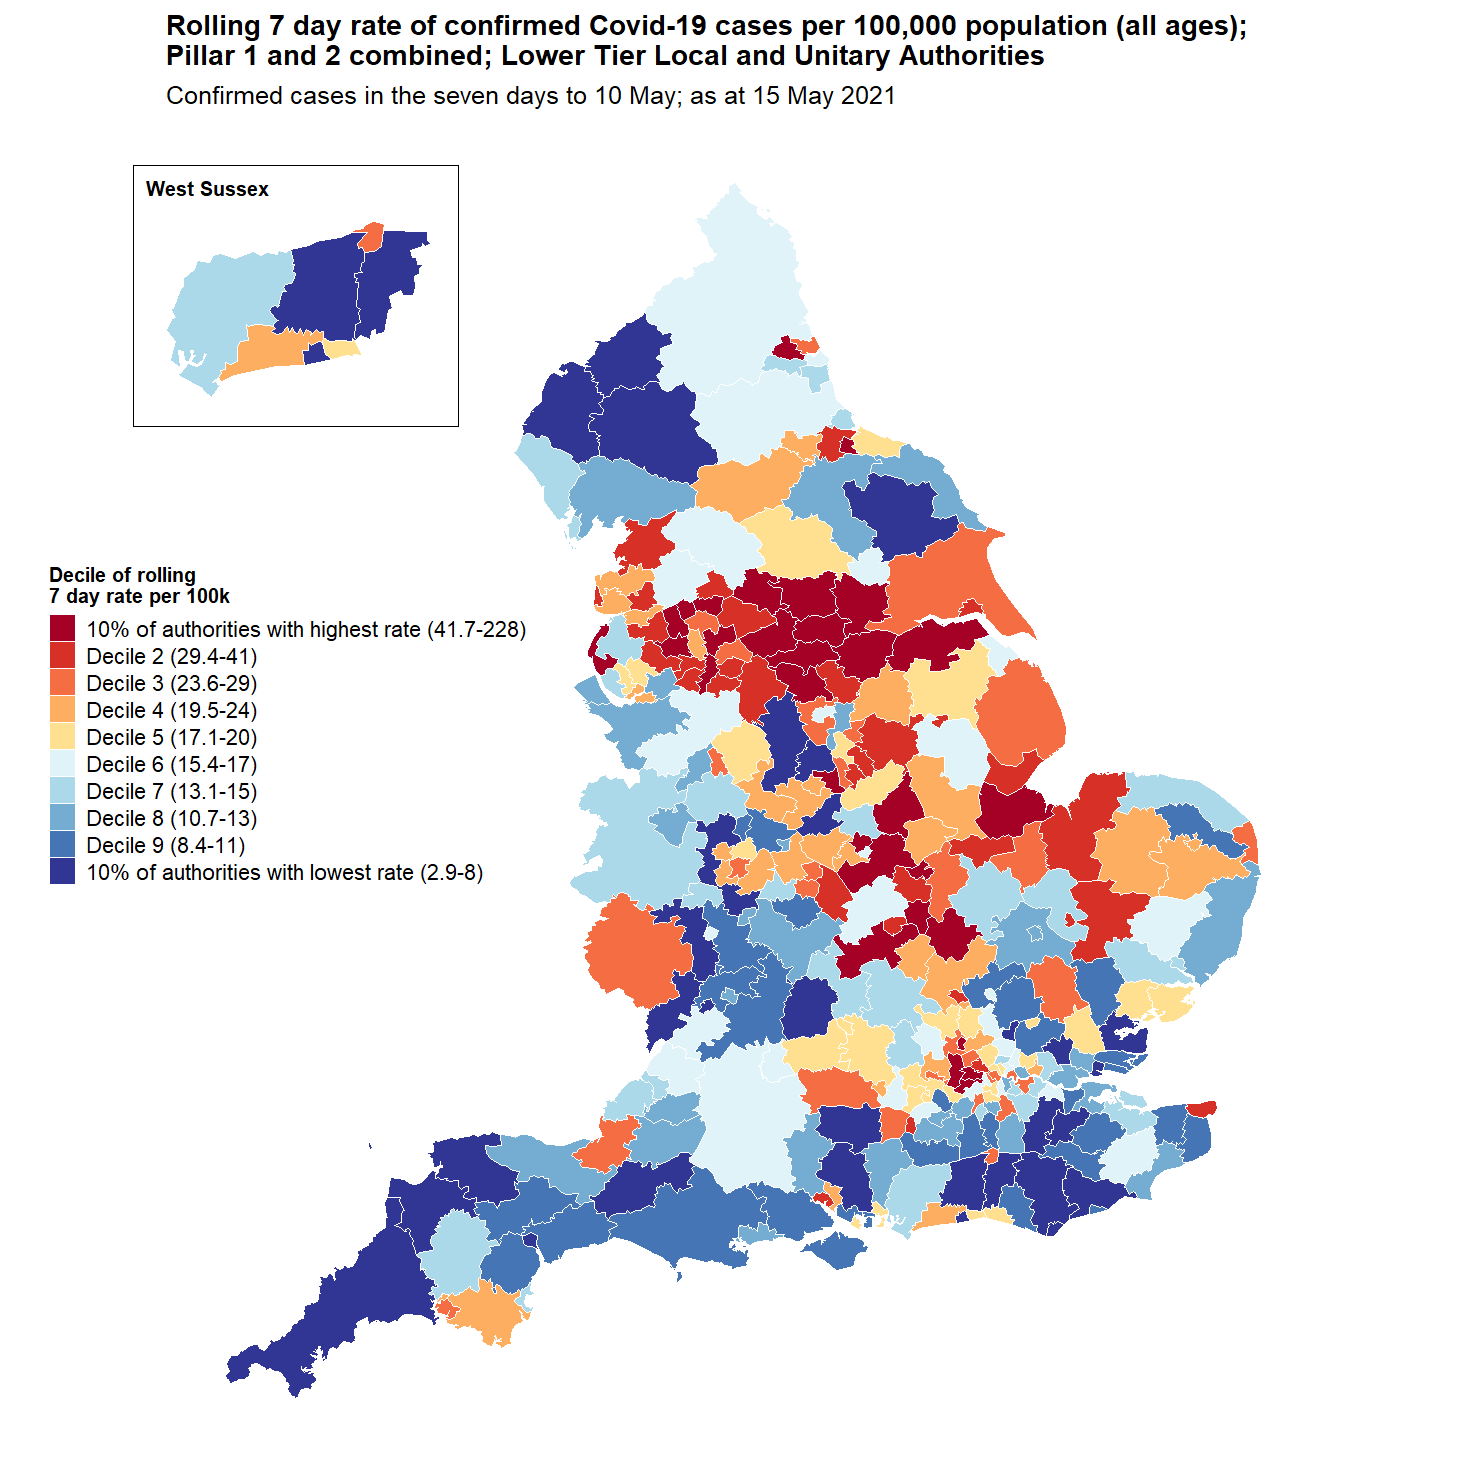 Rolling 7 day rate of confirmed Covid-19 cases per 100,000 population (all ages);
Pillar 1 and 2 combined; Lower Tier Local and Unitary Authorities
Confirmed cases in the seven days to 10 May; as at 15 May 2021
West Sussex
Decile of rolling
7 day rate per 100k
10% of authorities with highest rate (41.7-228)
Decile 2 (29.4-41)
Decile 3 (23.6-29)
Decile 4 (19.5-24)
Decile 5 (17.1-20)
Decile 6 (15.4-17)
Decile 7 (13.1-15)
Decile 8 (10.7-13)
Decile 9 (8.4-11)
10% of authorities with lowest rate (2.9-8)